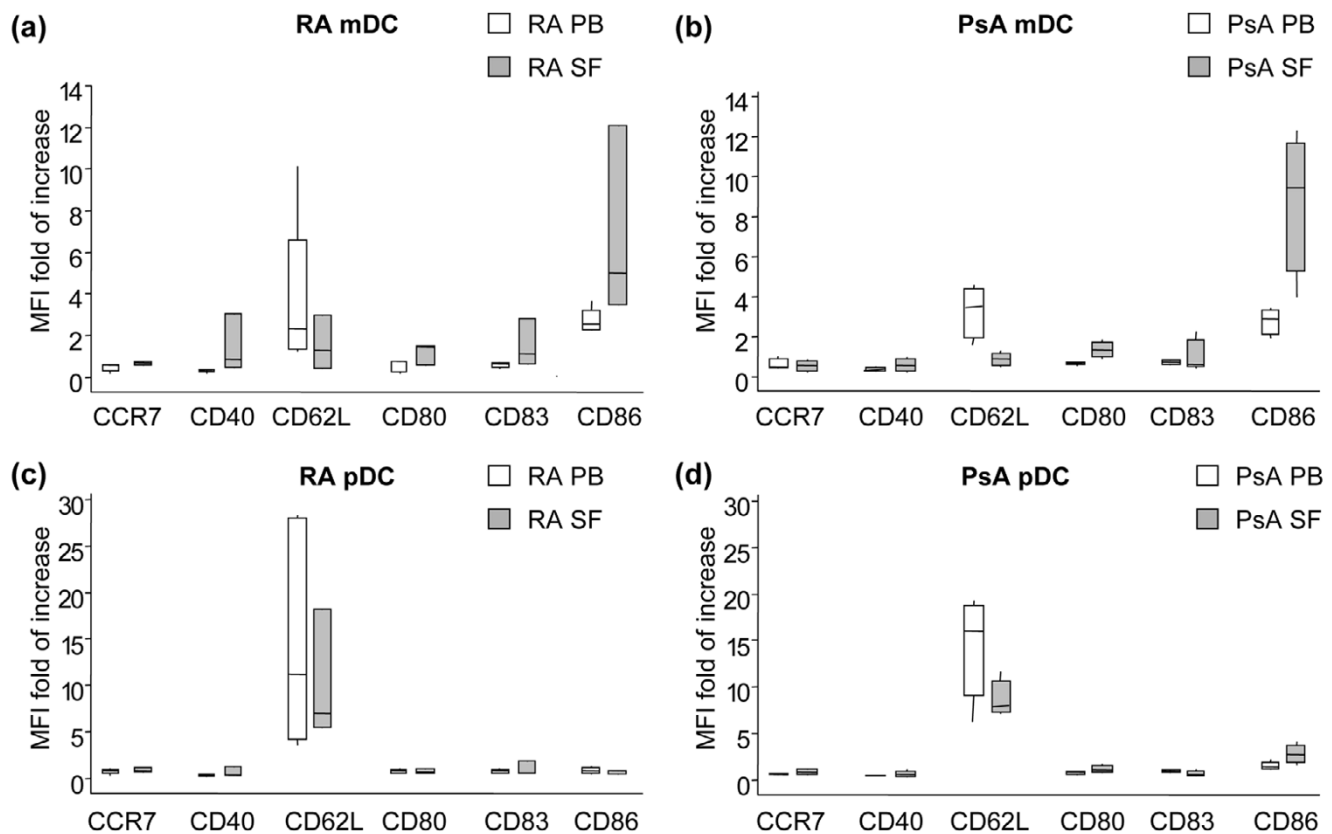 (a) RA mDC
RA PB
RA SF
MFI fold of increase
14
12
10
8
6
4
2
0
CCR7 CD40 CD62L CD80 CD83 CD86
(b) PsA mDC
PsA PB
PsA SF
MFI fold of increase
14
12
10
8
6
4
2
0
CCR7 CD40 CD62L CD80 CD83 CD86
(c) RA pDC
RA PB
RA SF
MFI fold of increase
30
25
20
15
10
5
0
CCR7 CD40 CD62L CD80 CD83 CD86
(d) PsA pDC
PsA PB
PsA SF
MFI fold of increase
30
25
20
15
10
5
0
CCR7 CD40 CD62L CD80 CD83 CD86